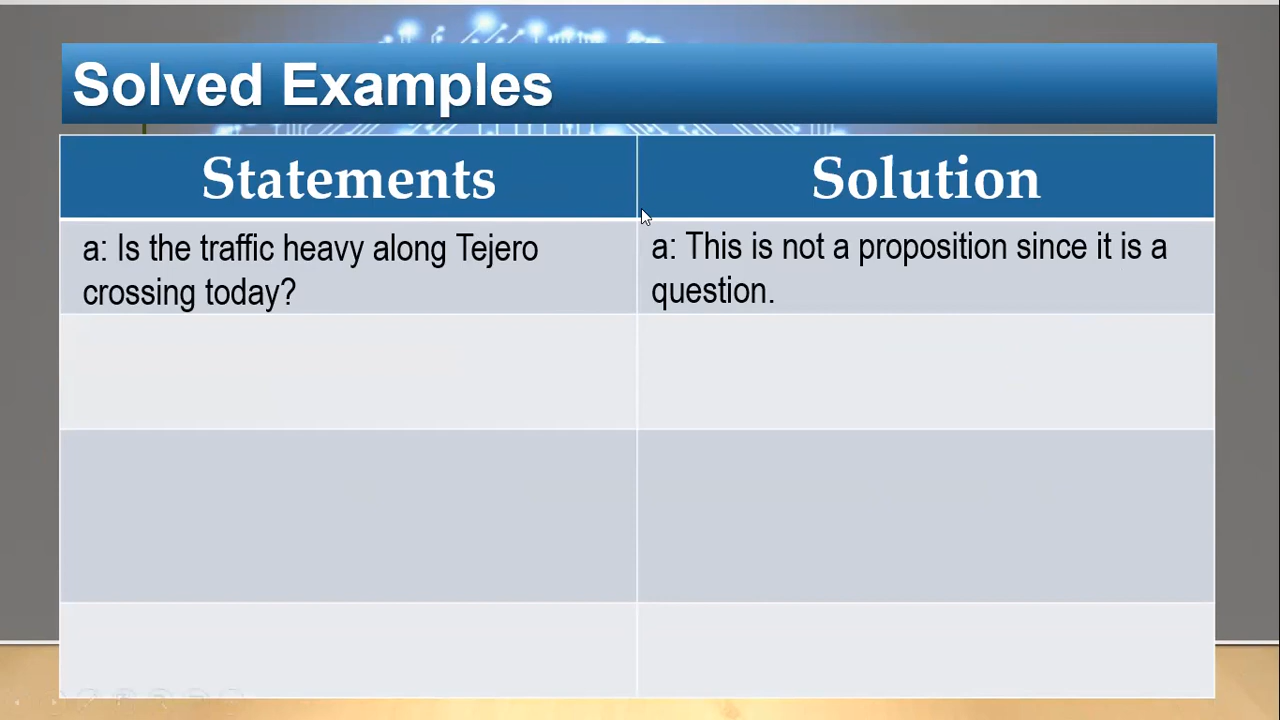 Solved Examples
Statements
Solution
a: Is the traffic heavy along Tejero
crossing today?
a: This is not a proposition since it is a
question.